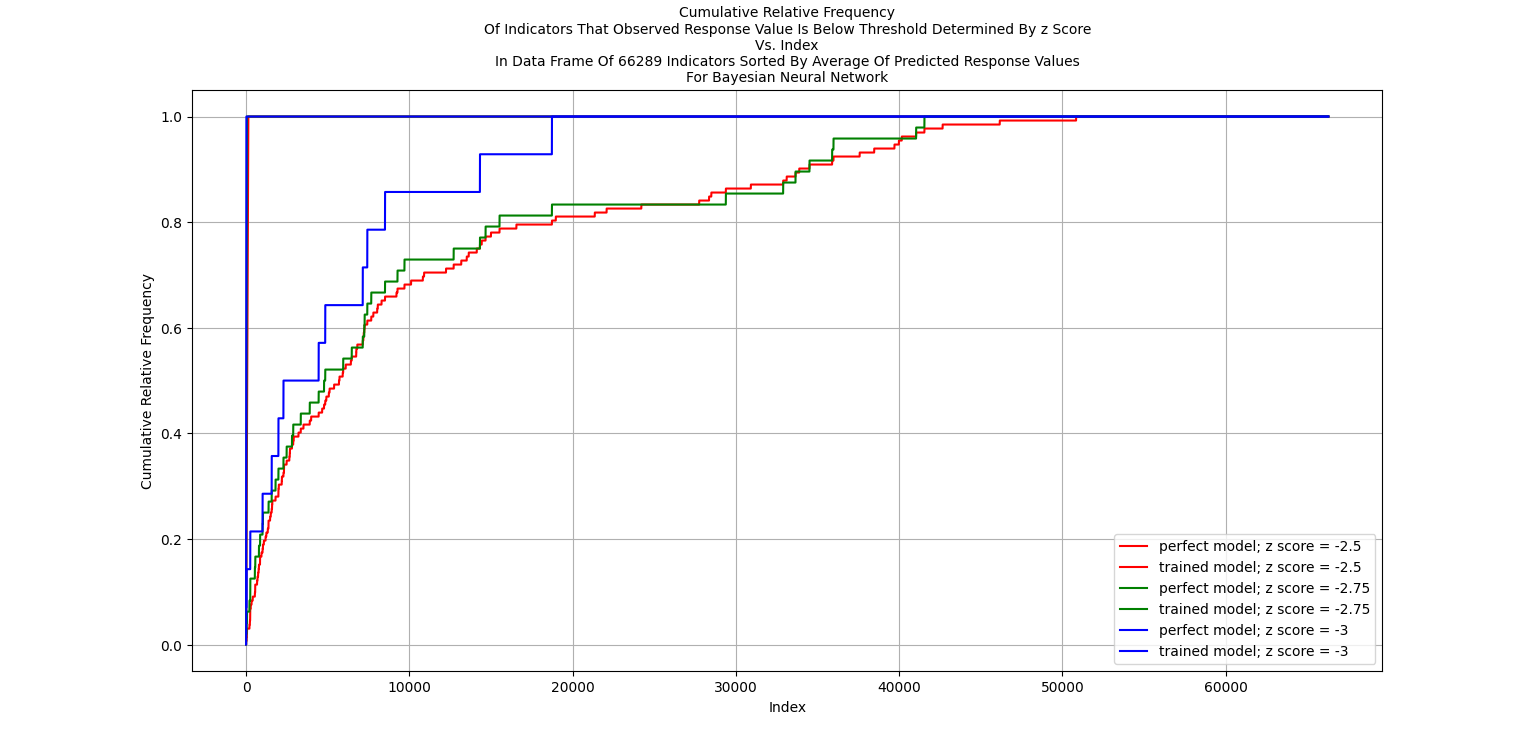 Cumulative Relative Frequency
Of Indicators That Observed Response Value Is Below Threshold Determined By z Score
Vs. Index
In Data Frame Of 66289 Indicators Sorted By Average Of Predicted Response Values
For Bayesian Neural Network
Cumulative Relative Frequency
1.0
0.8
0.6
0.4
0.2
0.0
0 10000 20000 30000 40000 50000 60000
Index
perfect model; z score = -2.5
trained model; z score = -2.5
perfect model; z score = -2.75
trained model; z score = -2.75
perfect model; z score = -3
trained model; z score = -3